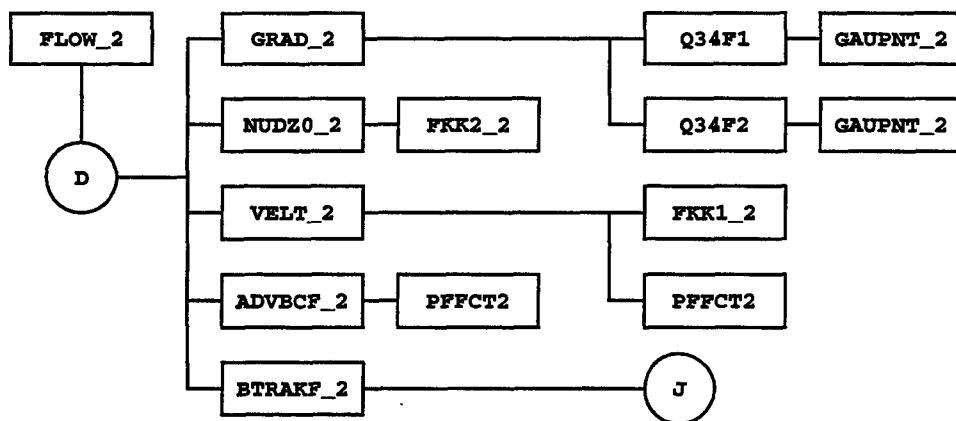 FLOW_2
GRAD_2
Q34F1
GAUPNT_2
NUDZ0_2
FKK2_2
Q34F2
GAUPNT_2
D
VELT_2
FKK1_2
ADVBCF_2
PFFCT2
PFFCT2
BTRAKF_2
J